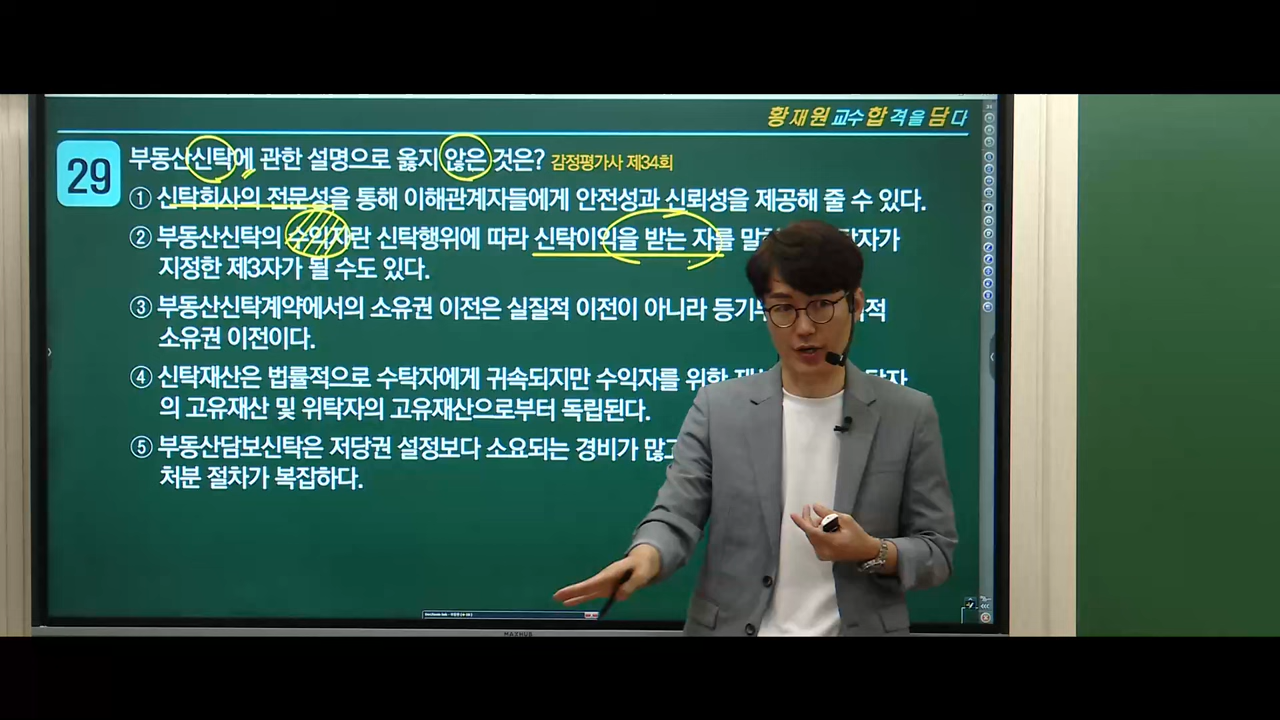 황재원 교수 합격을 담다
29 부동산신탁에 관한 설명으로 옳지 않은 것은? 감정평가사 제34회
① 신탁회사의 전문성을 통해 이해관계자들에게 안전성과 신뢰성을 제공해 줄 수 있다.
② 부동산신탁의 수익자란 신탁행위에 따라 신탁이익을 받는 자를 탁자가
지정한 제3자가 될 수도 있다.
③ 부동산신탁계약에서의 소유권 이전은 실질적 이전이 아니라 적
소유권 이전이다.
④ 신탁재산은 법률적으로 수탁자에게 귀속되지만 수익자를 위한 탁자
의 고유재산 및 위탁자의 고유재산으로부터 독립된다.
⑤ 부동산담보신탁은 저당권 설정보다 소요되는 경비가 많고
처분 절차가 복잡하다.
MAXHUB